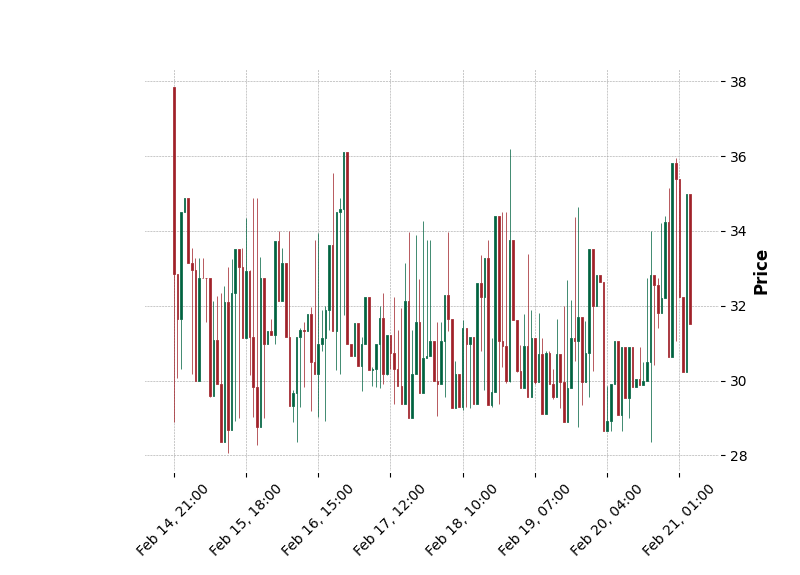 38
36
34
32
30
28
Price
Feb 14, 21:00
Feb 15, 18:00
Feb 16, 15:00
Feb 17, 12:00
Feb 18, 10:00
Feb 19, 07:00
Feb 20, 04:00
Feb 21, 01:00